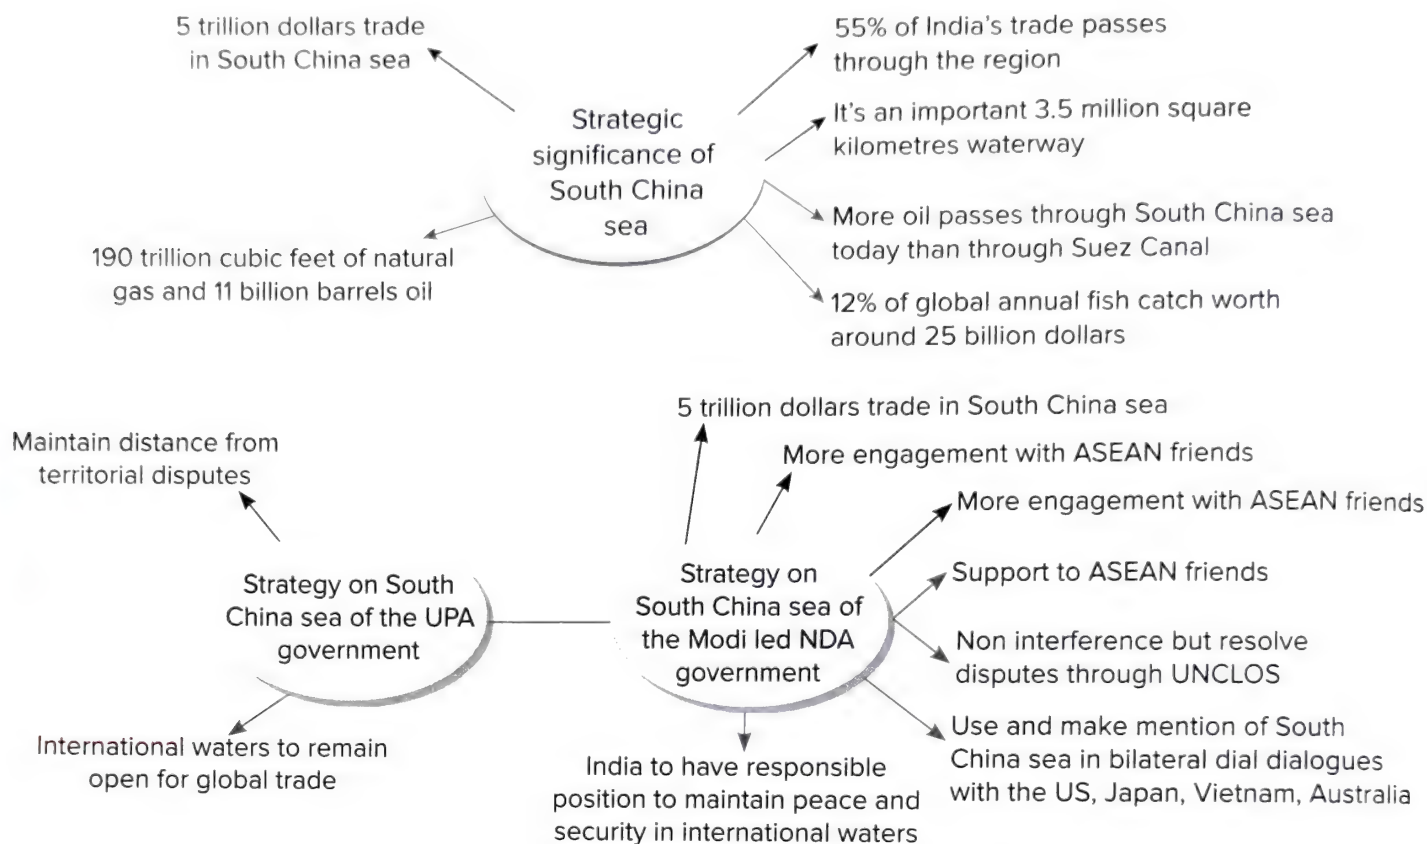 5 trillion dollars trade
in South China sea
55% of India's trade passes
through the region
Strategic
significance of
South China
sea
It's an important 3.5 million square
kilometres waterway
More oil passes through South China sea
today than through Suez Canal
190 trillion cubic feet of natural
gas and 11 billion barrels oil
12% of global annual fish catch worth
around 25 billion dollars
5 trillion dollars trade in South China sea
Maintain distance from
territorial disputes
More engagement with ASEAN friends
More engagement with ASEAN friends
Strategy on South
China sea of the UPA
government
Strategy on
South China sea of
the Modi led NDA
government
Support to ASEAN friends
Non interference but resolve
disputes through UNCLOS
International waters to remain
open for global trade
India to have responsible
position to maintain peace and
security in international waters
Use and make mention of South
China sea in bilateral dial dialogues
with the US, Japan, Vietnam, Australia